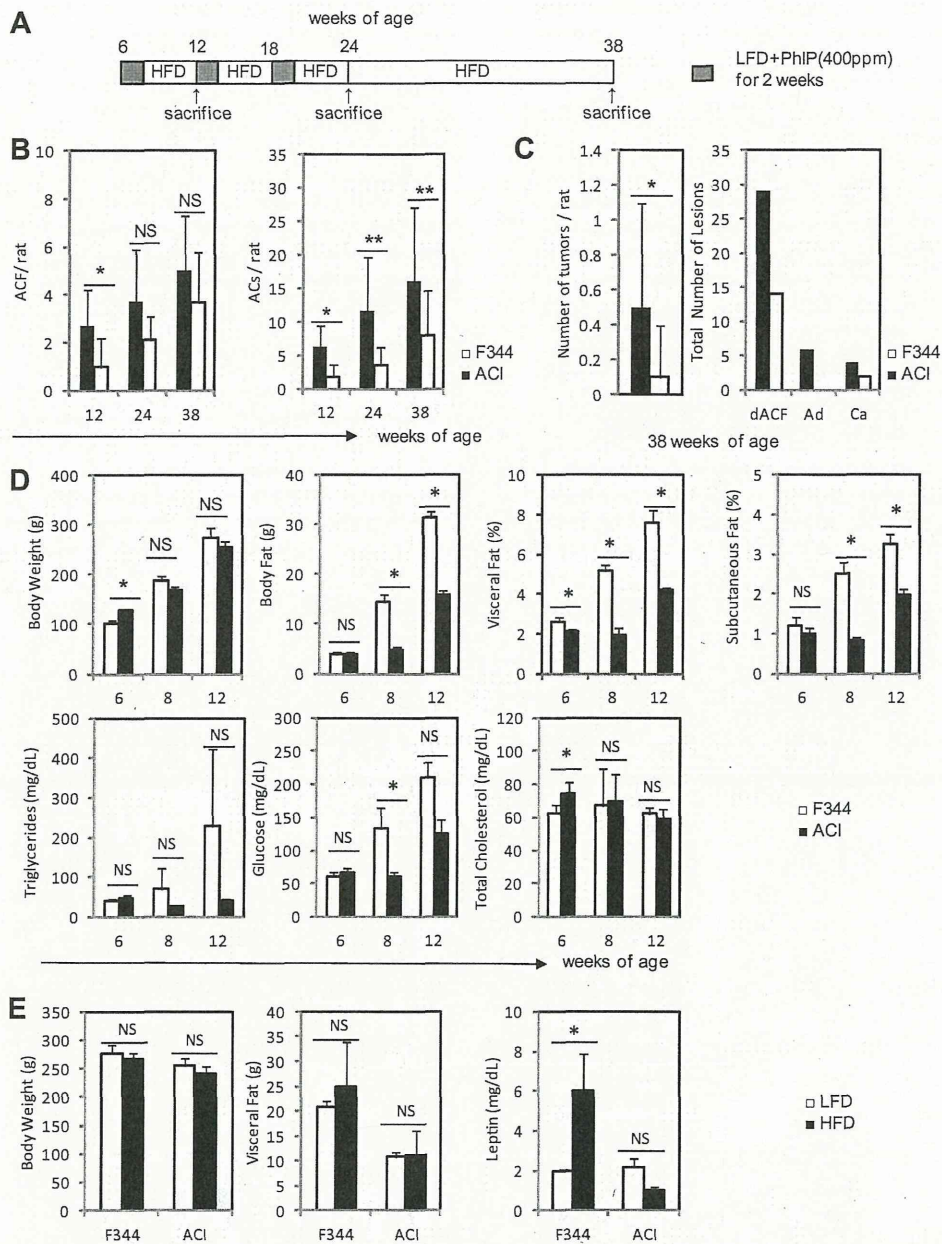 A
weeks of age
6 12 18 24 38
HFD HFD HFD HFD
sacrifice sacrifice sacrifice
LFD+PhIP(400ppm)
for 2 weeks
B
ACF/ rat
10
8
6
4
2
0
*
NS
NS
12 24 38
ACs / rat
35
30
25
20
15
10
5
0
*
**
**
12 24 38
F344
ACI
weeks of age
C
Number of tumors / rat
1.4
1.2
1
0.8
0.6
0.4
0.2
0
*
Total Number of Lesions
35
30
25
20
15
10
5
0
dACF Ad Ca
F344
ACI
38 weeks of age
D
Body Weight (g)
400
300
200
100
0
*
NS
NS
6 8 12
Body Fat (g)
40
30
20
10
0
NS
*
*
6 8 12
Visceral Fat (%)
10
8
6
4
2
0
*
*
*
6 8 12
Subcutaneous Fat (%)
5
4
3
2
1
0
NS
*
*
6 8 12
Triglycerides (mg/dL)
500
400
300
200
100
0
NS
NS
NS
6 8 12
Glucose (mg/dL)
300
250
200
150
100
50
0
NS
*
NS
6 8 12
Total Cholesterol (mg/dL)
120
100
80
60
40
20
0
*
NS
NS
6 8 12
F344
ACI
weeks of age
E
Body Weight (g)
350
300
250
200
150
100
50
0
NS
NS
F344 ACI
Visceral Fat (g)
40
35
30
25
20
15
10
5
0
NS
NS
F344 ACI
Leptin (mg/dL)
10
8
6
4
2
0
*
NS
F344 ACI
LFD
HFD